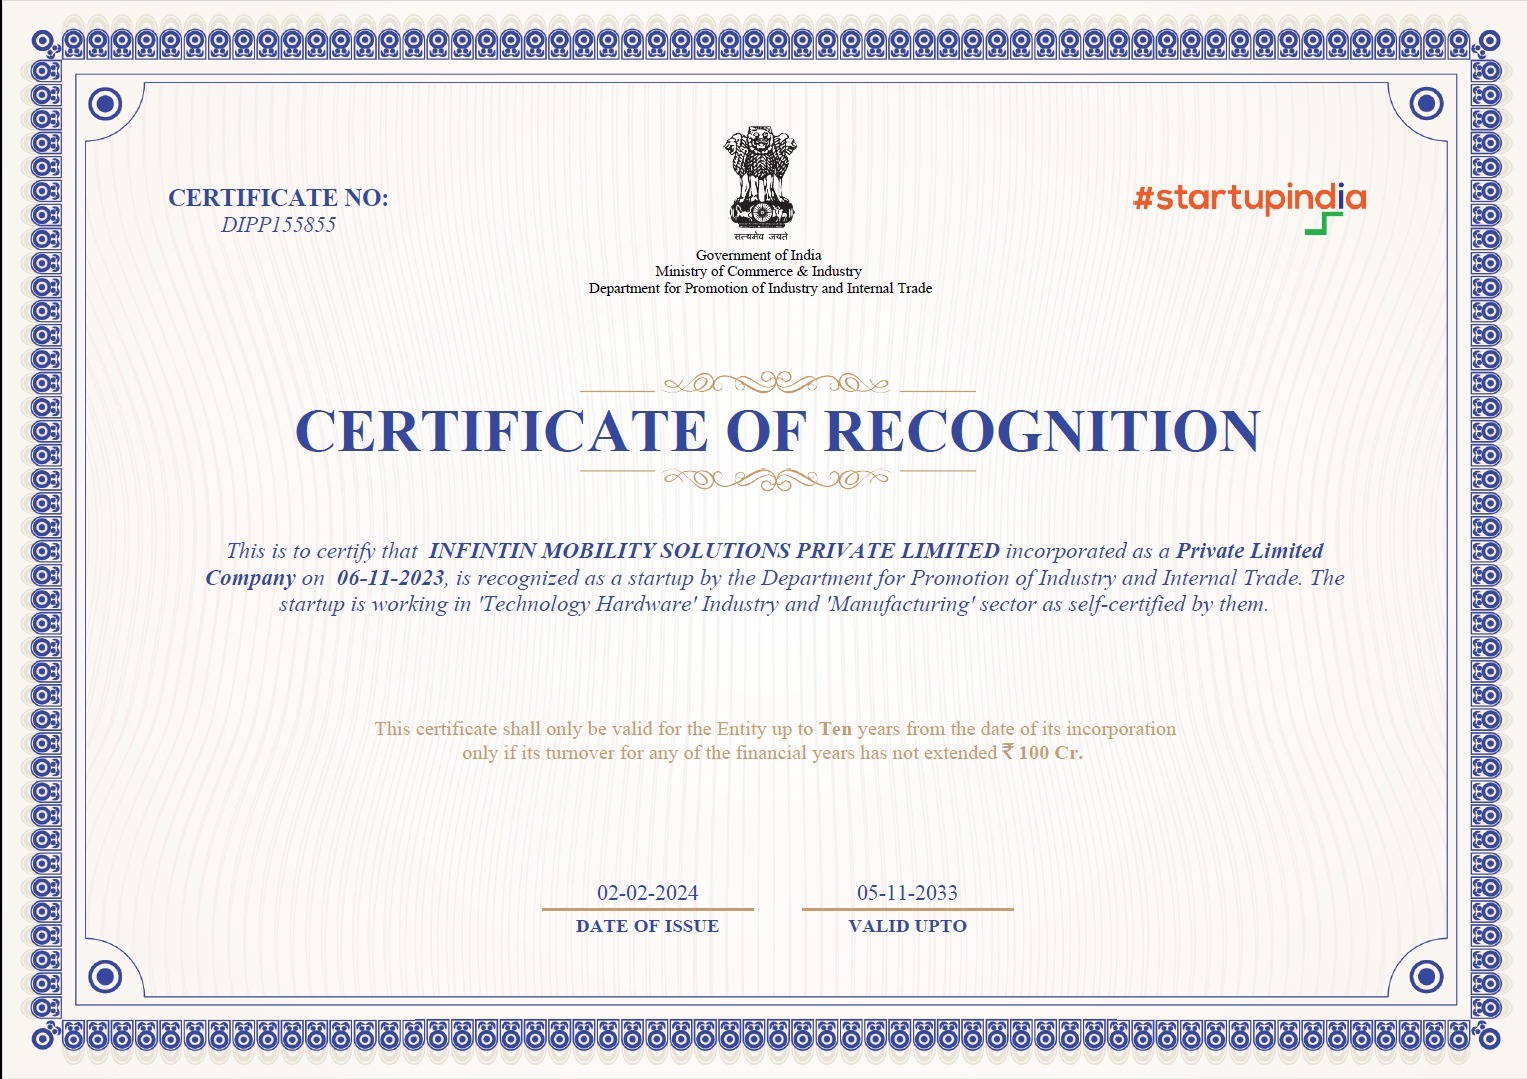 CERTIFICATE NO:
DIPP155855
सत्यमेव जयते
#startupindia
Government of India
Ministry of Commerce & Industry
Department for Promotion of Industry and Internal Trade
CERTIFICATE OF RECOGNITION
This is to certify that INFINTIN MOBILITY SOLUTIONS PRIVATE LIMITED incorporated as a Private Limited
Company on 06-11-2023, is recognized as a startup by the Department for Promotion of Industry and Internal Trade. The
startup is working in 'Technology Hardware' Industry and 'Manufacturing' sector as self-certified by them.
This certificate shall only be valid for the Entity up to Ten years from the date of its incorporation
only if its turnover for any of the financial years has not extended ₹ 100 Cr.
02-02-2024
DATE OF ISSUE
05-11-2033
VALID UPTO